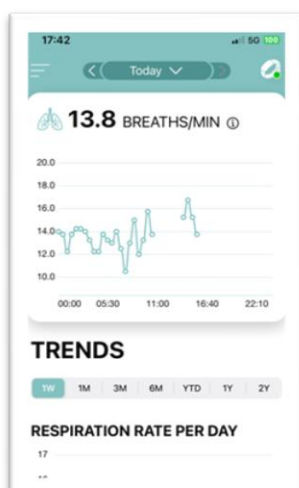 17:42 5G 100
Today
13.8 BREATHS/MIN
20.0
18.0
16.0
14.0
12.0
10.0
00:00 05:30 11:00 16:40 22:10
TRENDS
1W 1M 3M 6M YTD 1Y 2Y
RESPIRATION RATE PER DAY
17